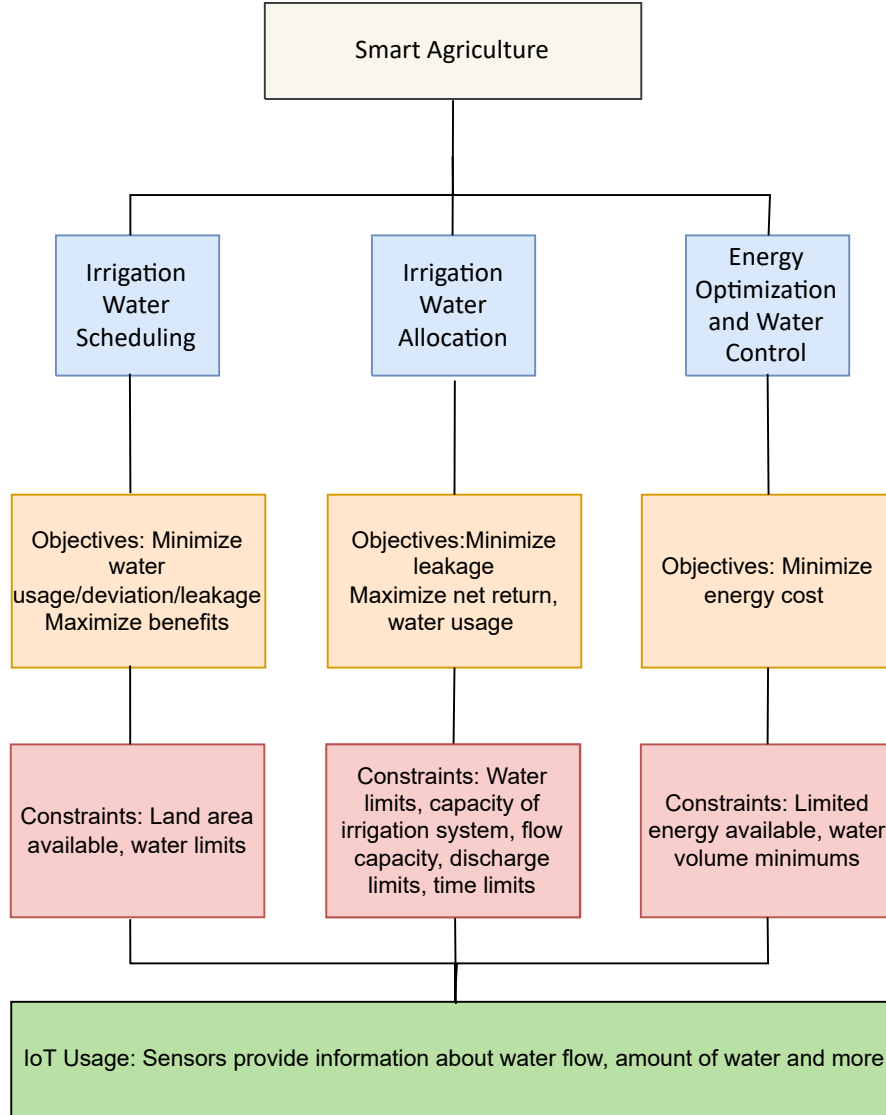 Smart Agriculture
Irrigation
Water
Scheduling
Irrigation
Water
Allocation
Energy
Optimization
and Water
Control
Objectives: Minimize
water
usage/deviation/leakage
Maximize benefits
Objectives:Minimize
leakage
Maximize net return,
water usage
Objectives: Minimize
energy cost
Constraints: Land area
available, water limits
Constraints: Water
limits, capacity of
irrigation system, flow
capacity, discharge
limits, time limits
Constraints: Limited
energy available, water
volume minimums
IoT Usage: Sensors provide information about water flow, amount of water and more